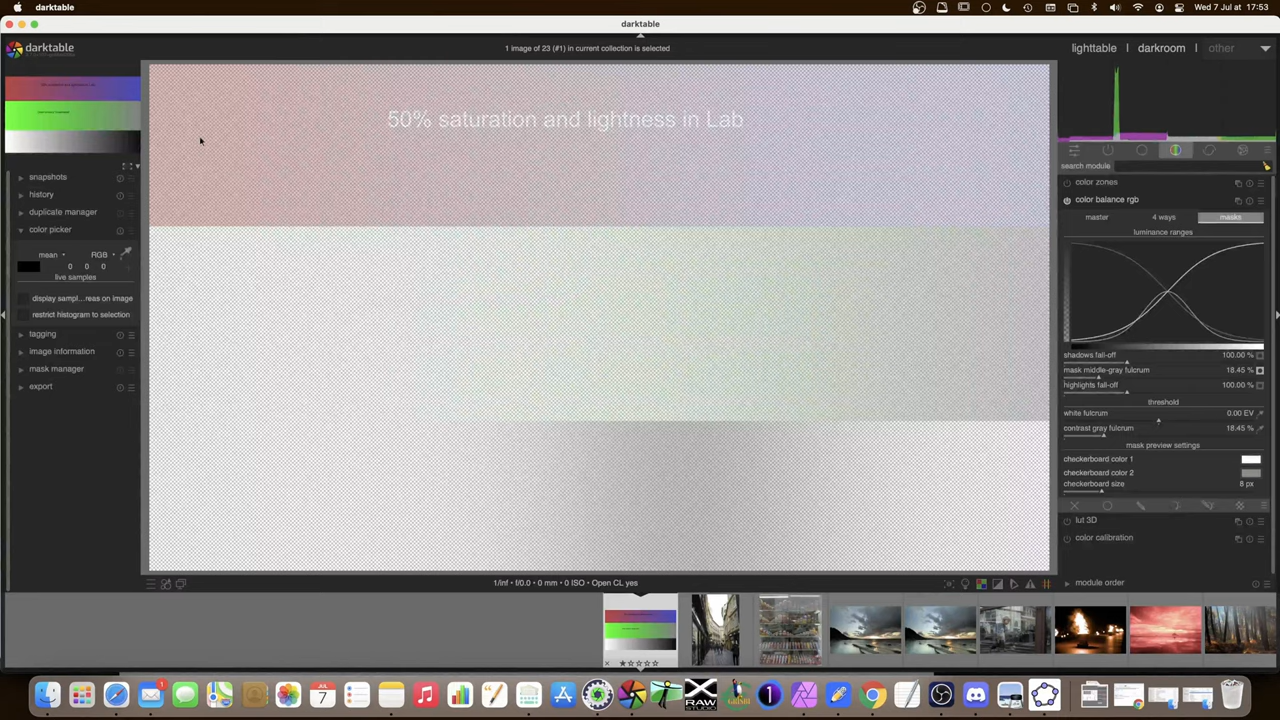 darktable
Wed 7 Jul at 17:53
darktable
darktable
1 image of 23 (#1) in current collection is selected
lighttable | darkroom | other
50% saturation and lightness in Lab
snapshots
history
duplicate manager
color picker
mean RGB
0 0 0
live samples
display sampl...reas on image
restrict histogram to selection
tagging
image information
mask manager
export
search module
color zones
color balance rgb
master 4 ways masks
luminance ranges
shadows fall-off 100.00 %
mask middle-gray fulcrum 18.45 %
highlights fall-off 100.00 %
threshold
white fulcrum 0.00 EV
contrast gray fulcrum 18.45 %
mask preview settings
checkerboard color 1
checkerboard color 2
checkerboard size 8 px
lut 3D
color calibration
module order
1/inf • f/0.0 • 0 mm • 0 ISO • Open CL yes